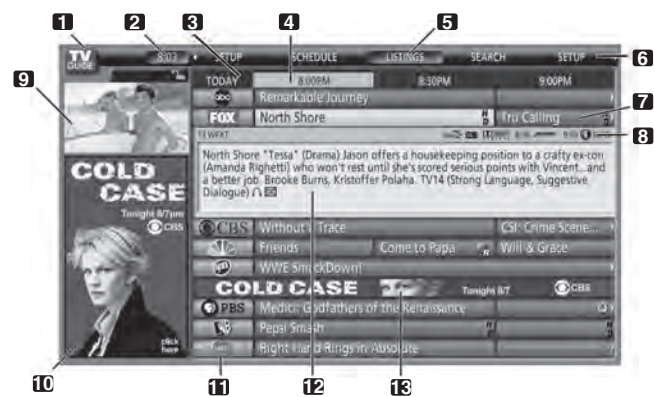 1 2 3 4 5 6 7 8 9 10 11 12 13
TV GUIDE 8:03 SETUP SCHEDULE LISTINGS SEARCH SETUP
TODAY 8:00PM 8:30PM 9:00PM
abc Remarkable Journey
FOX North Shore HD Tru Calling
North Shore "Tessa" (Drama) Jason offers a housekeeping position to a crafty ex-con
(Amanda Righetti) who won't rest until she's scored serious points with Vincent...and
a better job. Brooke Burns, Kristoffer Polaha. TV14 (Strong Language, Suggestive
Dialogue)
COLD
CASE
Tonight 8/7pm
CBS
click
here
CBS Without Trace CSI: Crime Scene...
Friends Come to Papa R Will & Grace
WWE SmackDown!
COLD CASE Tonight 8/7 CBS
PBS Medici: Godfathers of the Renaissance
Pepsi Smash
Right Hand Rings in Absolute